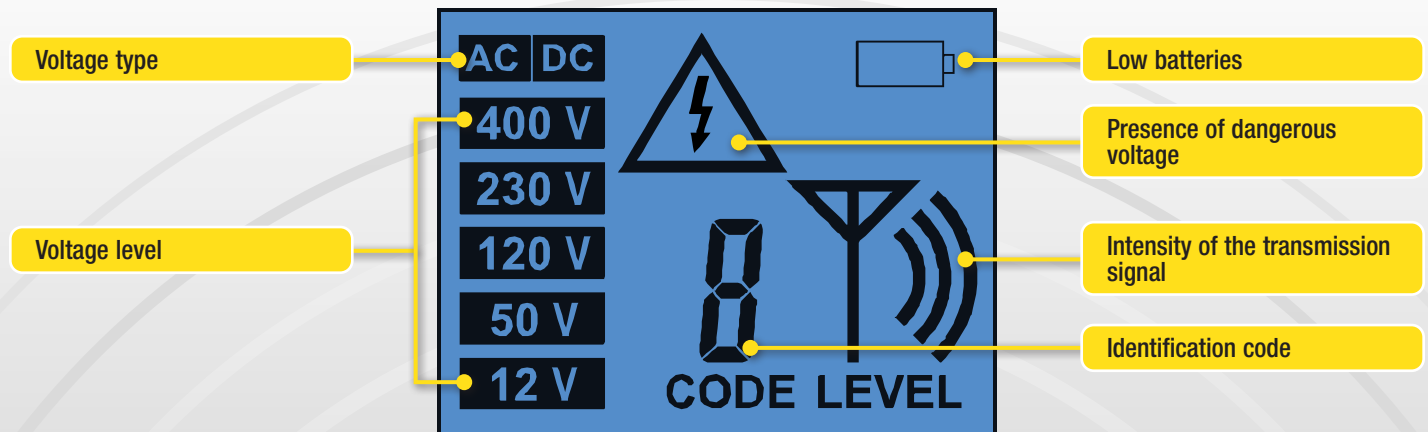 Voltage type
Voltage level
AC DC
400 V
230 V
120 V
50 V
12 V
8
CODE LEVEL
Low batteries
Presence of dangerous
voltage
Intensity of the transmission
signal
Identification code